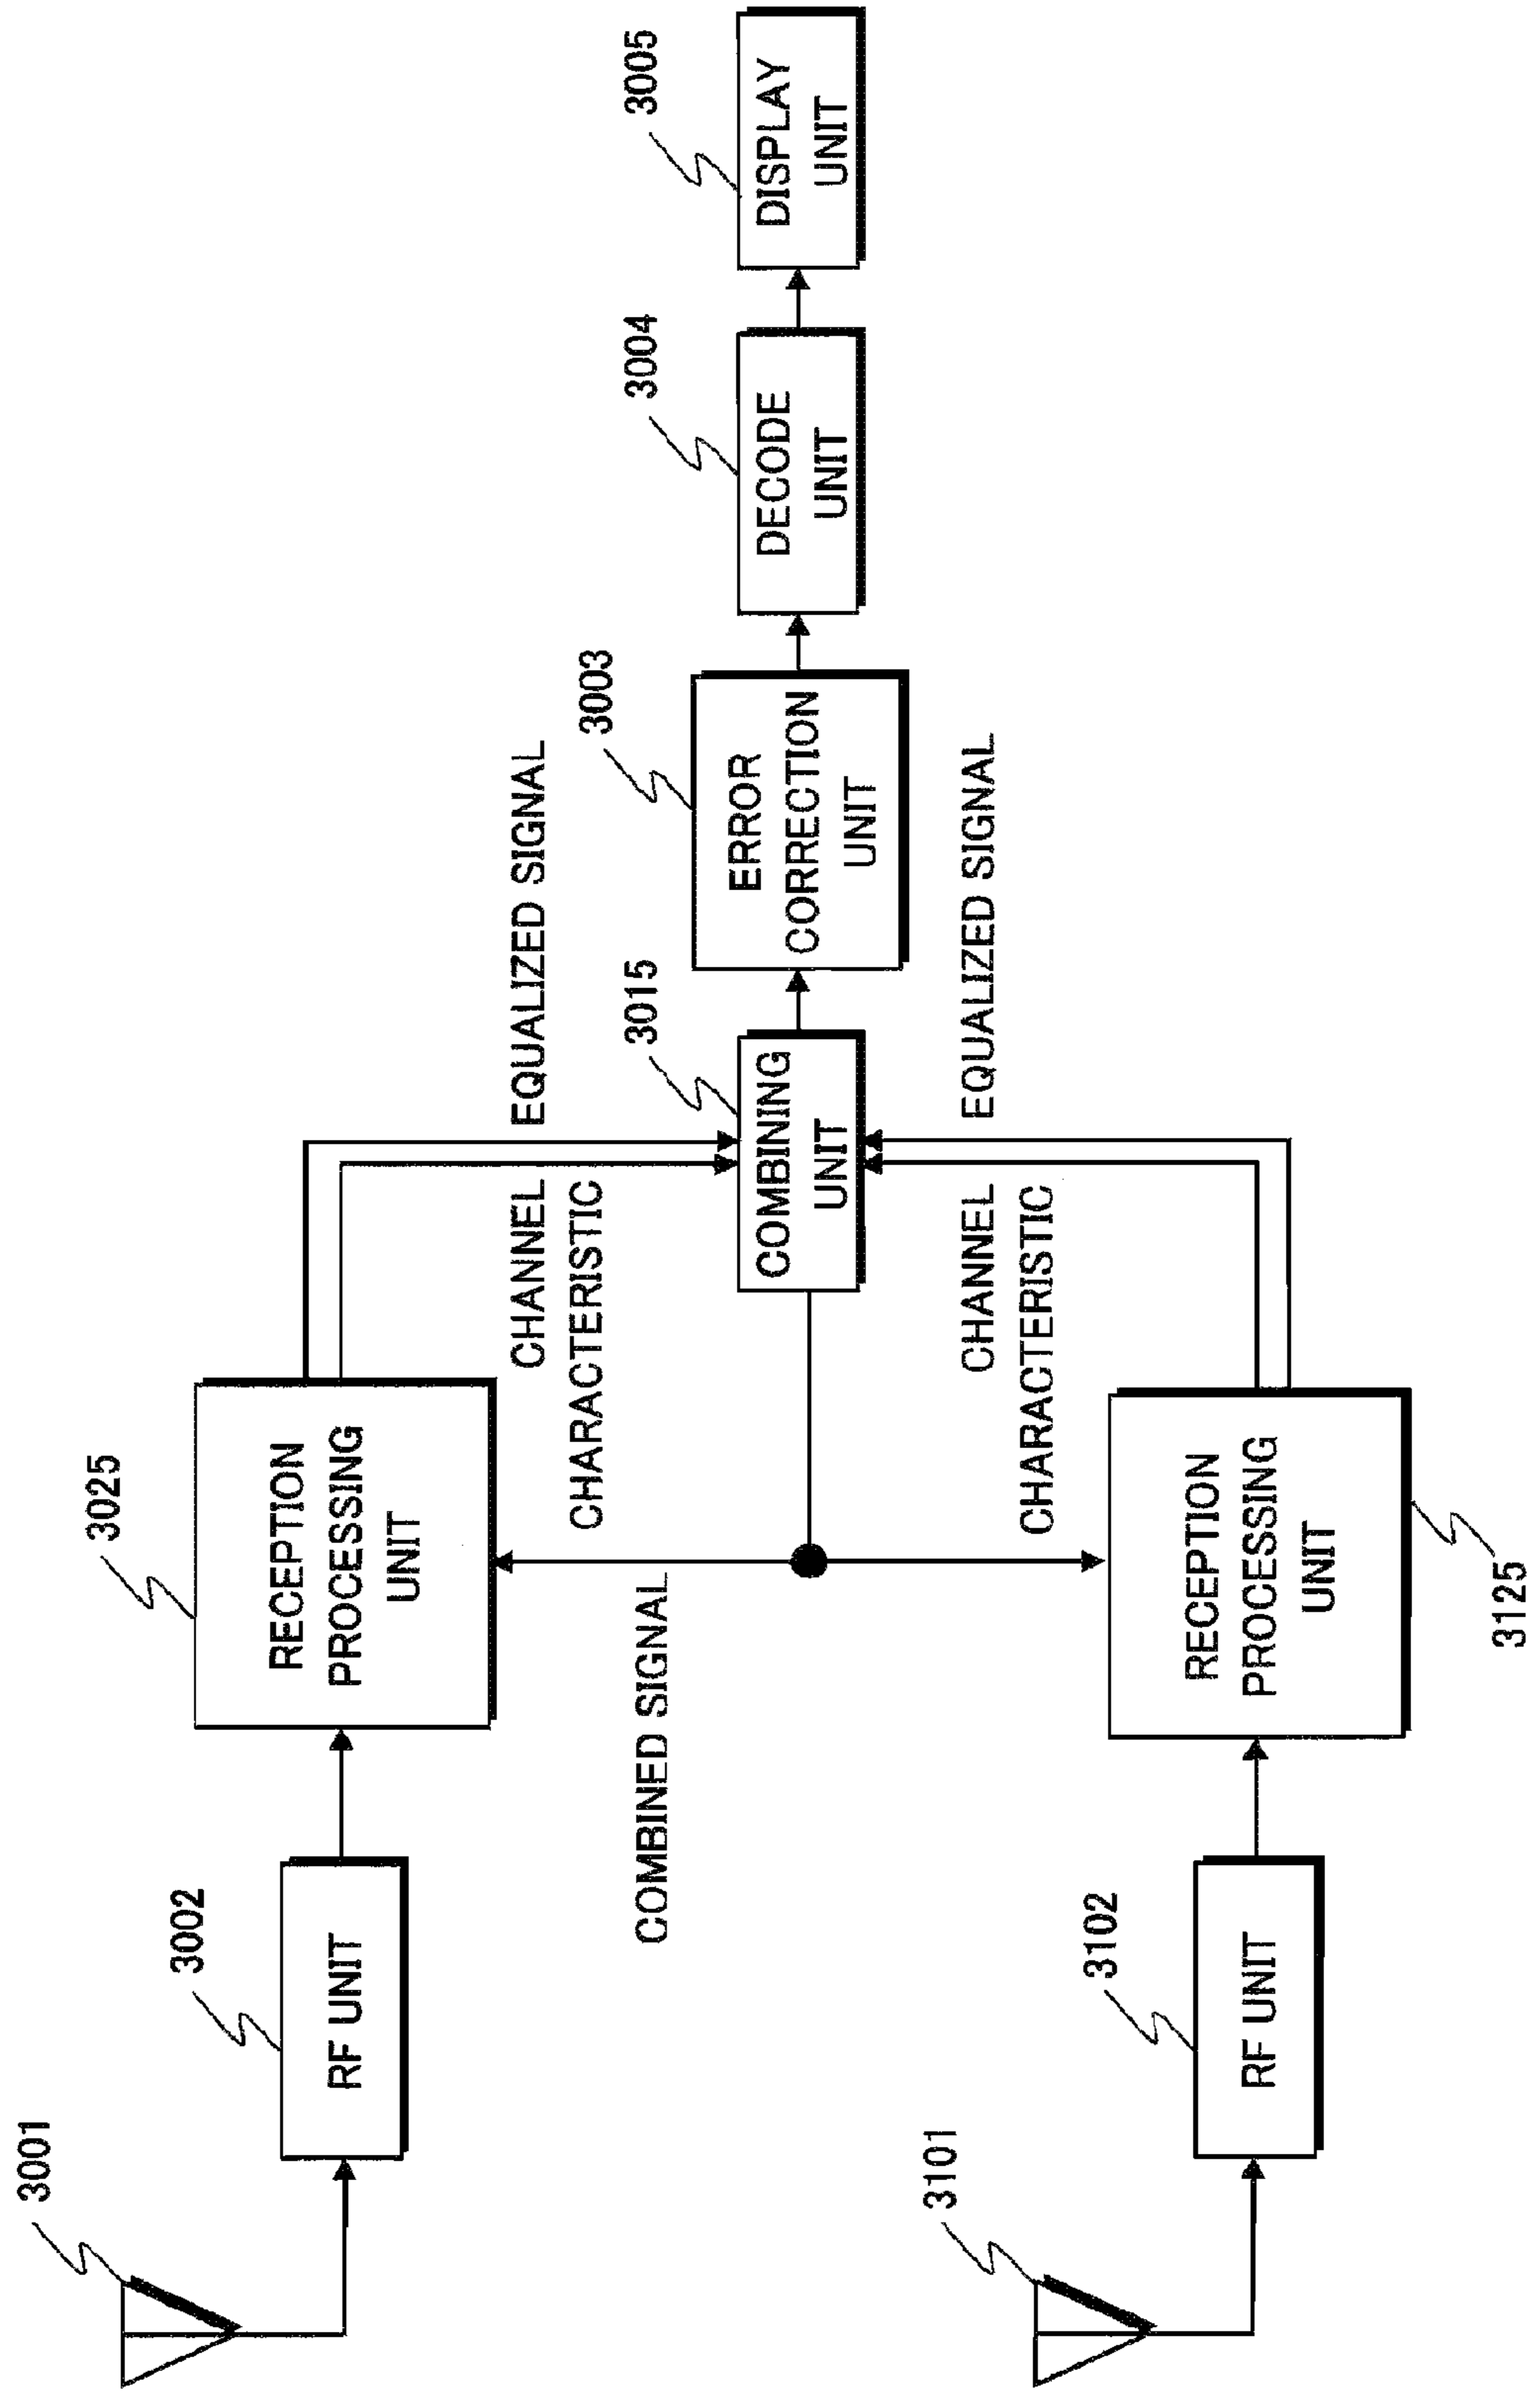 3001
3002
RF UNIT
3025
RECEPTION
PROCESSING
UNIT
CHANNEL
CHARACTERISTIC
EQUALIZED SIGNAL
COMBINED SIGNAL
3015
COMBINING
UNIT
3003
ERROR
CORRECTION
UNIT
3004
DECODE
UNIT
3005
DISPLAY
UNIT
CHANNEL
CHARACTERISTIC
EQUALIZED SIGNAL
3101
3102
RF UNIT
RECEPTION
PROCESSING
UNIT
3125